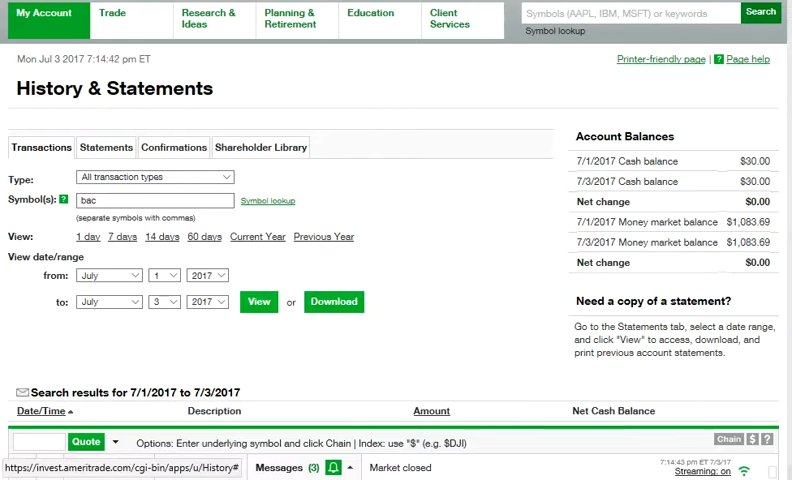 My Account Trade Research & Ideas Planning & Retirement Education Client Services
Symbols (AAPL, IBM, MSFT) or keywords Search
Symbol lookup
Mon Jul 3 2017 7:14:42 pm ET
Printer-friendly page | ? Page help
History & Statements
Transactions Statements Confirmations Shareholder Library
Type: All transaction types
Symbol(s): ? bac Symbol lookup
(separate symbols with commas)
View: 1 day 7 days 14 days 60 days Current Year Previous Year
View date/range
from: July 1 2017
to: July 3 2017 View or Download
Account Balances
7/1/2017 Cash balance $30.00
7/3/2017 Cash balance $30.00
Net change $0.00
7/1/2017 Money market balance $1,083.69
7/3/2017 Money market balance $1,083.69
Net change $0.00
Need a copy of a statement?
Go to the Statements tab, select a date range,
and click "View" to access, download, and
print previous account statements.
Search results for 7/1/2017 to 7/3/2017
Date/Time Description Amount Net Cash Balance
Quote Options: Enter underlying symbol and click Chain | Index: use "$" (e.g. $DJI) Chain $ ?
https://invest.ameritrade.com/cgi-bin/apps/u/History# Messages (3) Market closed
7:14:43 pm ET 7/3/17
Streaming: on